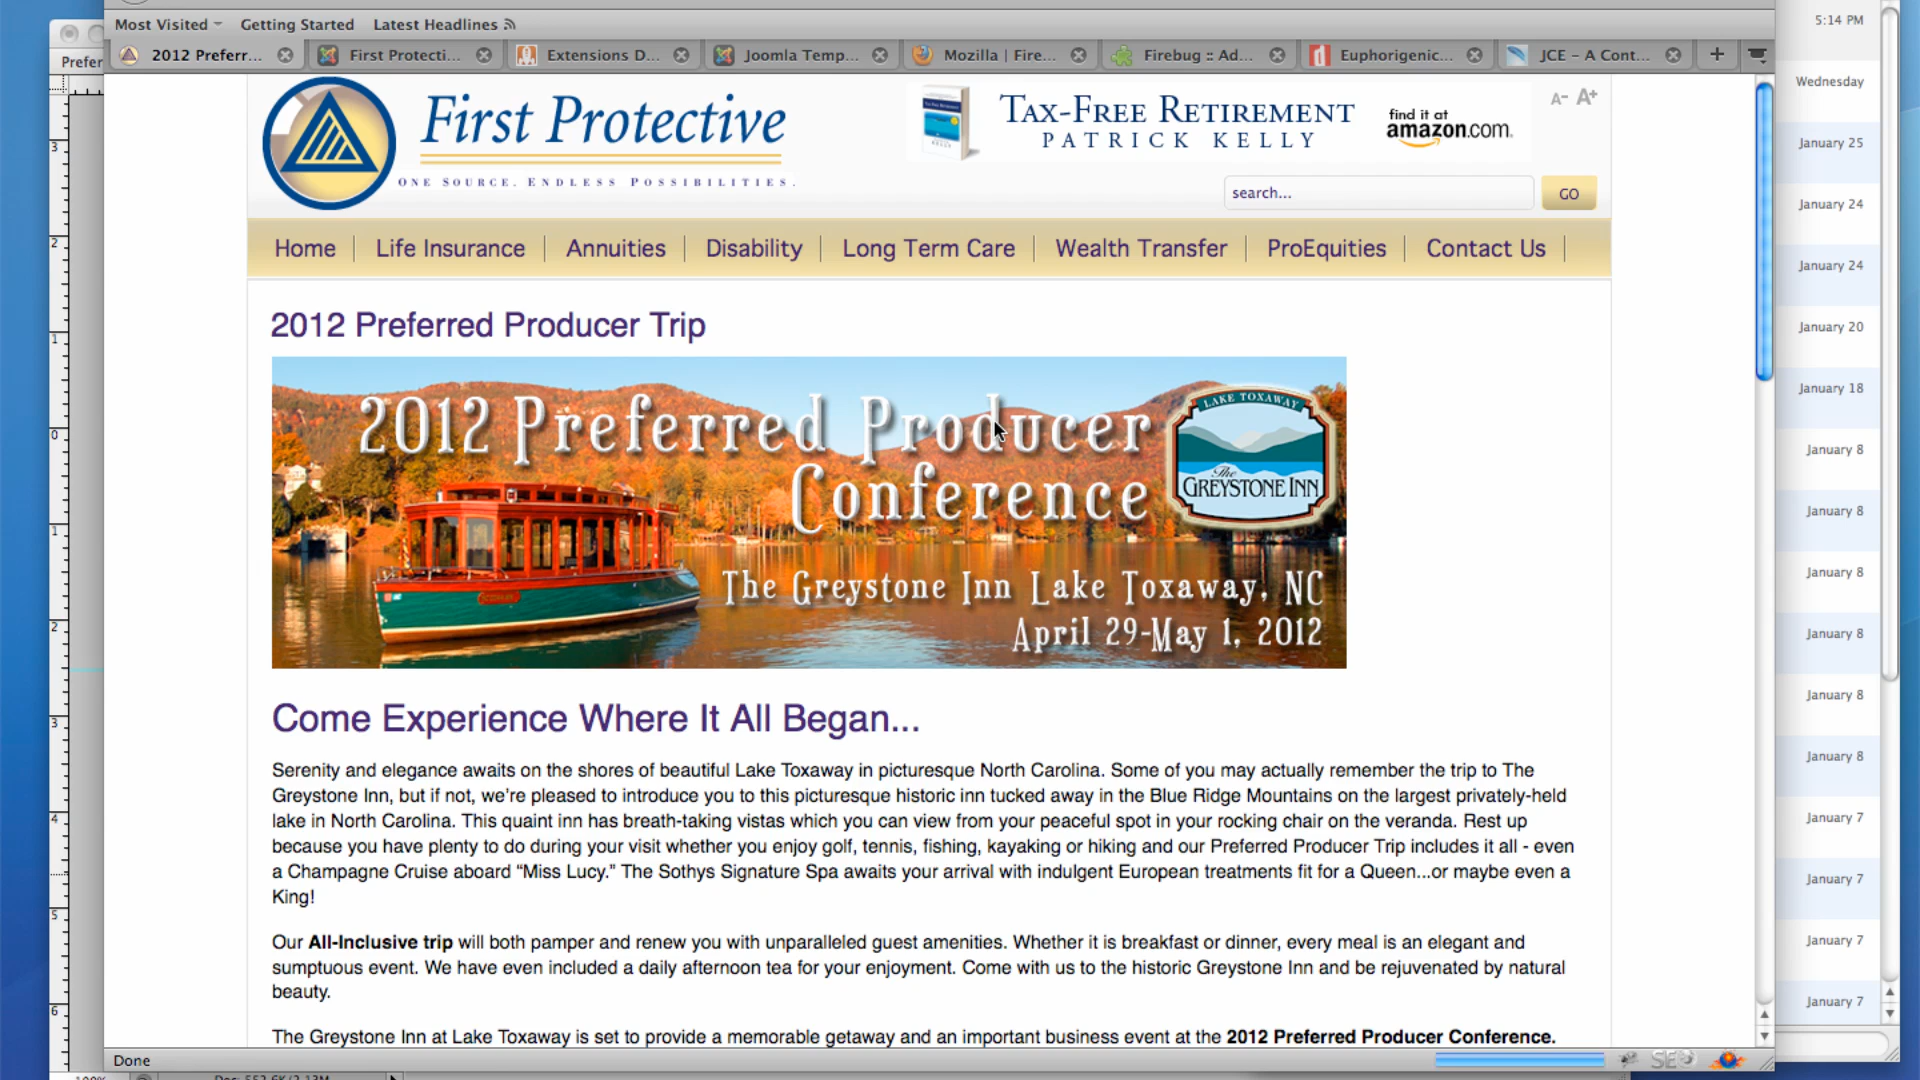 5:14 PM
Most Visited
Getting Started
Latest Headlines
2012 Preferr...
First Protecti...
Extensions D...
Joomla Temp...
Mozilla | Fire...
Firebug :: Ad...
Euphorigenic...
JCE – A Cont...
Prefer
First Protective
ONE SOURCE. ENDLESS POSSIBILITIES.
TAX-FREE RETIREMENT
PATRICK KELLY
find it at
amazon.com.
A- A+
search...
GO
Home
Life Insurance
Annuities
Disability
Long Term Care
Wealth Transfer
ProEquities
Contact Us
2012 Preferred Producer Trip
2012 Preferred Producer
Conference
LAKE TOXAWAY
The
GREYSTONE INN
The Greystone Inn Lake Toxaway, NC
April 29-May 1, 2012
Come Experience Where It All Began...
Serenity and elegance awaits on the shores of beautiful Lake Toxaway in picturesque North Carolina. Some of you may actually remember the trip to The
Greystone Inn, but if not, we're pleased to introduce you to this picturesque historic inn tucked away in the Blue Ridge Mountains on the largest privately-held
lake in North Carolina. This quaint inn has breath-taking vistas which you can view from your peaceful spot in your rocking chair on the veranda. Rest up
because you have plenty to do during your visit whether you enjoy golf, tennis, fishing, kayaking or hiking and our Preferred Producer Trip includes it all - even
a Champagne Cruise aboard “Miss Lucy.” The Sothys Signature Spa awaits your arrival with indulgent European treatments fit for a Queen...or maybe even a
King!
Our All-Inclusive trip will both pamper and renew you with unparalleled guest amenities. Whether it is breakfast or dinner, every meal is an elegant and
sumptuous event. We have even included a daily afternoon tea for your enjoyment. Come with us to the historic Greystone Inn and be rejuvenated by natural
beauty.
The Greystone Inn at Lake Toxaway is set to provide a memorable getaway and an important business event at the 2012 Preferred Producer Conference.
Done
SEO
100%
Doc: 552.6K/2.13M
3
2
1
0
1
2
3
4
5
6
Wednesday
January 25
January 24
January 24
January 20
January 18
January 8
January 8
January 8
January 8
January 8
January 8
January 7
January 7
January 7
January 7